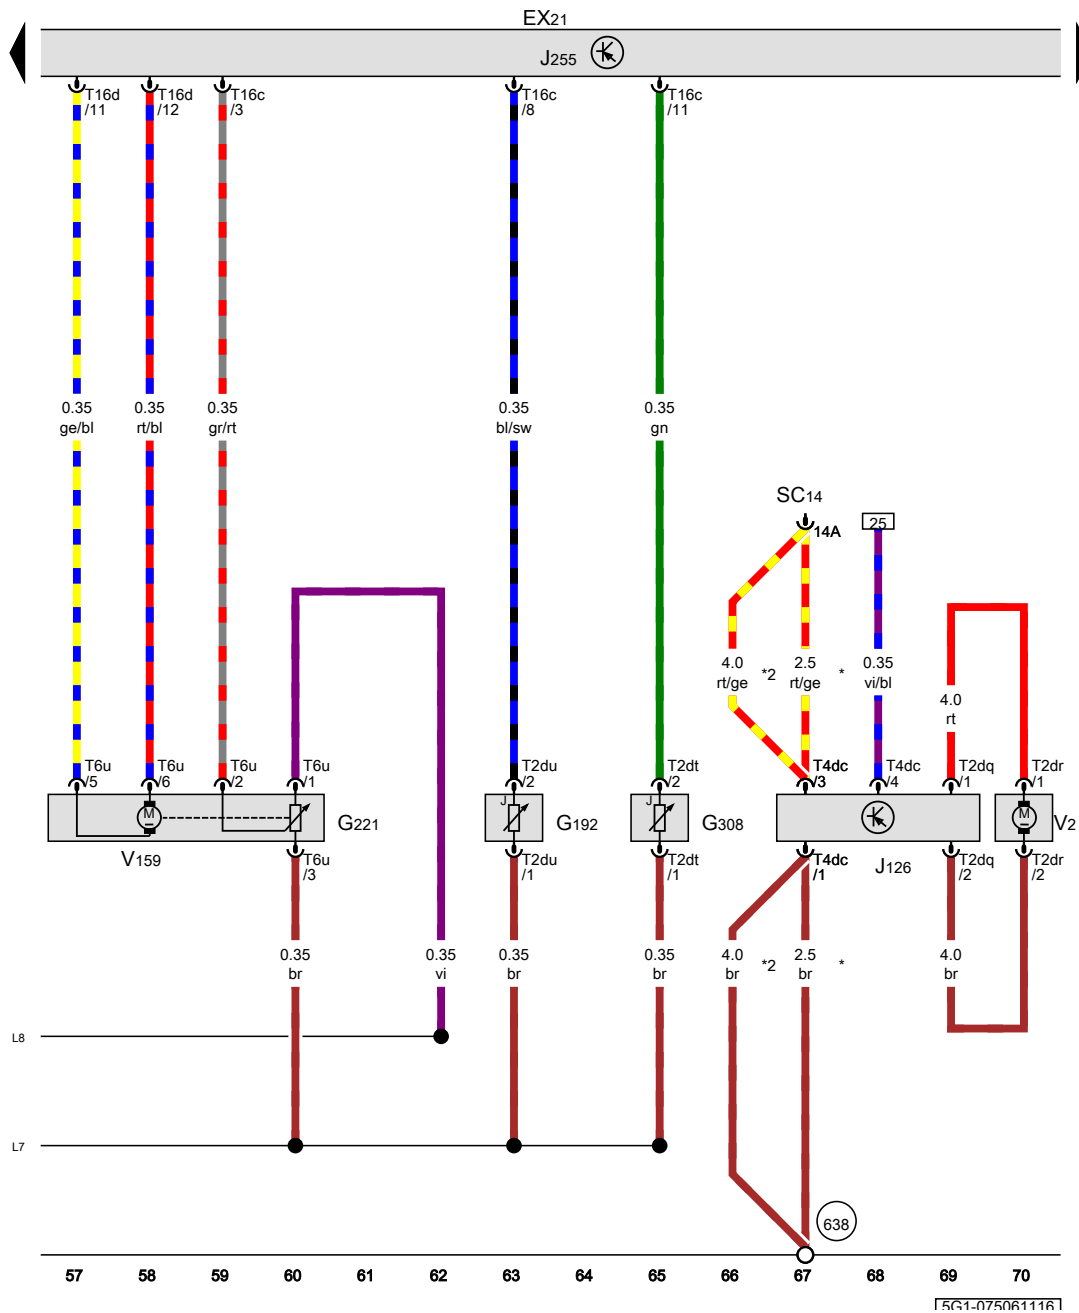 EX21
J255
T16d
/11
T16d
/12
T16c
/3
T16c
/8
T16c
/11
0.35
ge/bl
0.35
rt/bl
0.35
gr/rt
0.35
bl/sw
0.35
gn
SC14
14A
25
4.0
rt/ge
*2
2.5
rt/ge
*
0.35
vi/bl
4.0
rt
T6u
/5
T6u
/6
T6u
/2
T6u
/1
T2du
/2
T2dt
/2
T4dc
/3
T4dc
/4
T2dq
/1
T2dr
/1
M
J
J
M
G221
G192
G308
V2
V159
J126
T6u
/3
T2du
/1
T2dt
/1
T4dc
/1
T2dq
/2
T2dr
/2
0.35
br
0.35
vi
0.35
br
0.35
br
4.0
br
*2
2.5
br
*
4.0
br
L8
L7
638
57 58 59 60 61 62 63 64 65 66 67 68 69 70
5G1-075061116